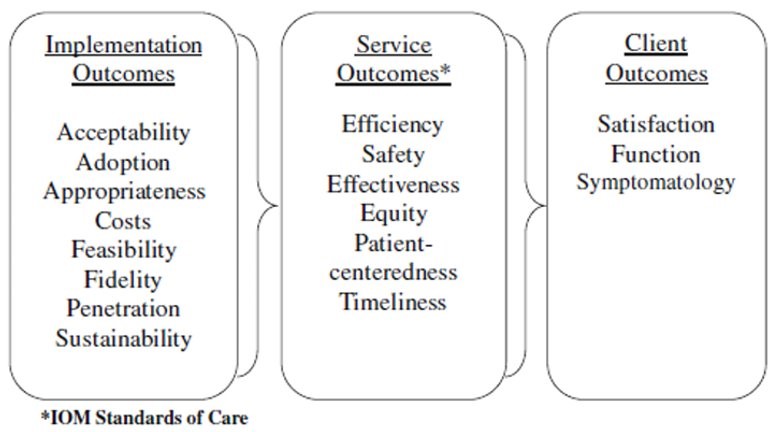 Implementation
Outcomes
Acceptability
Adoption
Appropriateness
Costs
Feasibility
Fidelity
Penetration
Sustainability
Service
Outcomes*
Efficiency
Safety
Effectiveness
Equity
Patient-
centeredness
Timeliness
Client
Outcomes
Satisfaction
Function
Symptomatology
*IOM Standards of Care